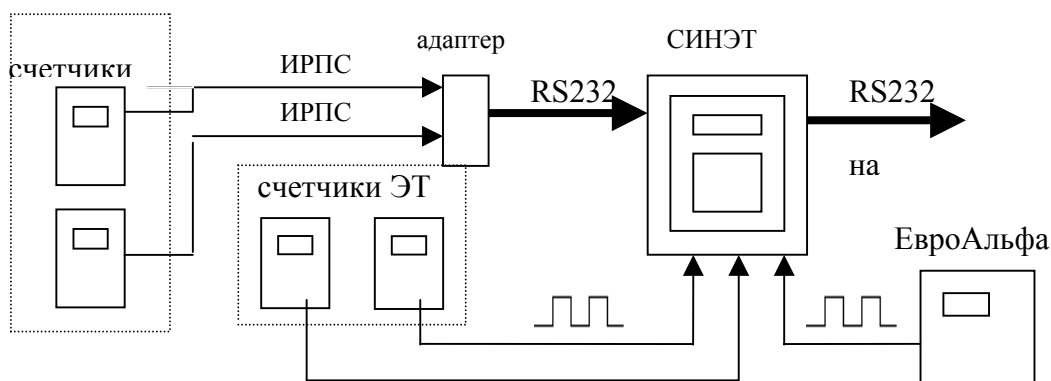 адаптер
СИНЭТ
счетчики
ИРПС
RS232
RS232
ИРПС
на
счетчики ЭТ
ЕвроАльфа